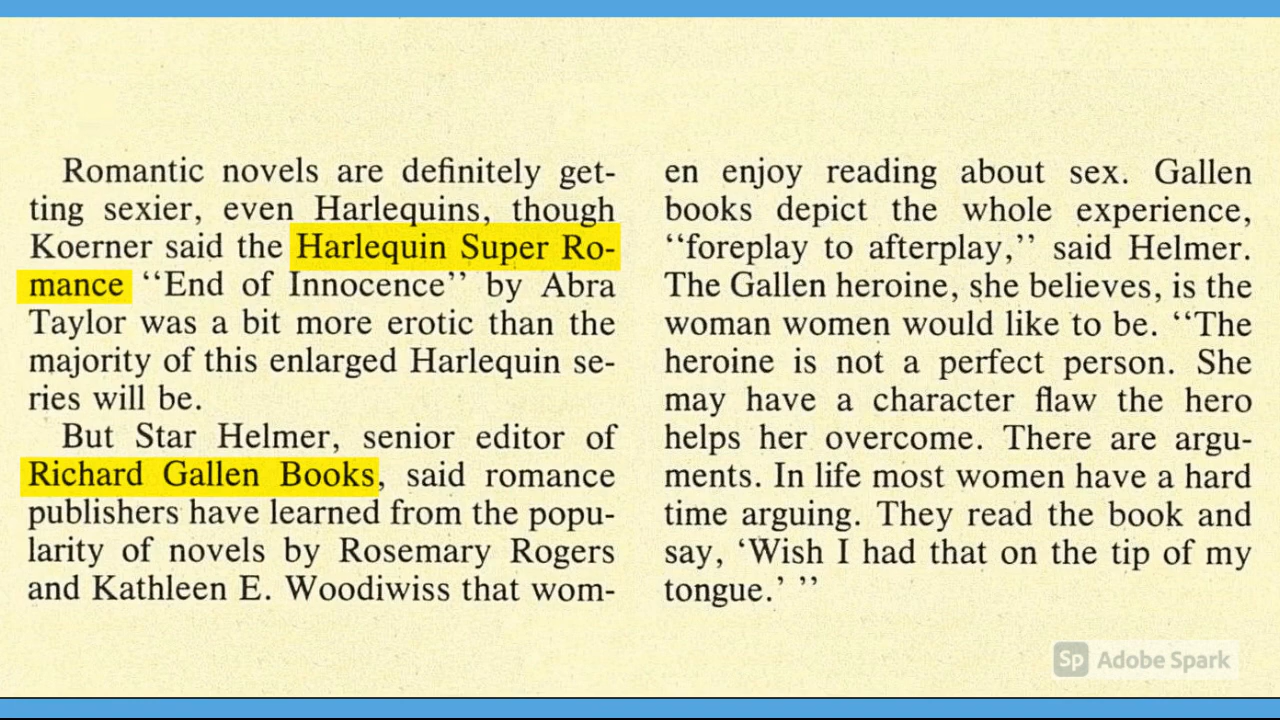 Romantic novels are definitely get-
ting sexier, even Harlequins, though
Koerner said the Harlequin Super Ro-
mance ‘‘End of Innocence’’ by Abra
Taylor was a bit more erotic than the
majority of this enlarged Harlequin se-
ries will be.
But Star Helmer, senior editor of
Richard Gallen Books, said romance
publishers have learned from the popu-
larity of novels by Rosemary Rogers
and Kathleen E. Woodiwiss that wom-
en enjoy reading about sex. Gallen
books depict the whole experience,
‘‘foreplay to afterplay,’’ said Helmer.
The Gallen heroine, she believes, is the
woman women would like to be. ‘‘The
heroine is not a perfect person. She
may have a character flaw the hero
helps her overcome. There are argu-
ments. In life most women have a hard
time arguing. They read the book and
say, ‘Wish I had that on the tip of my
tongue.’ ’’
Sp Adobe Spark